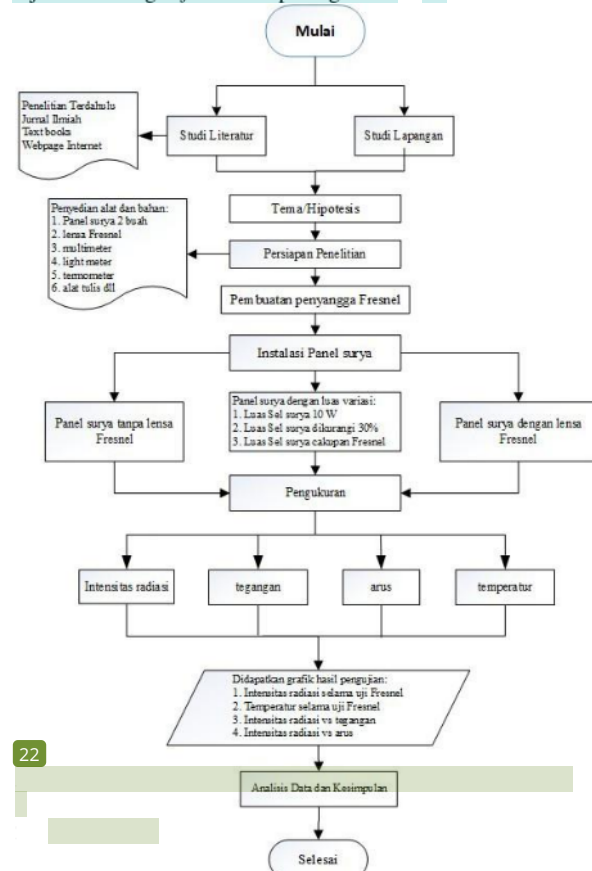 Mulai
Studi Literatur
Studi Lapangan
Penelitian Terdahulu
Jurnal Ilmiah
Text books
Webpage Internet
Tema/Hipotesis
Persiapan Penelitian
Penyedian alat dan bahan:
1. Panel surya 2 buah
2. lensa Fresnel
3. multimeter
4. light meter
5. termometer
6. alat tulis dll
Pembuatan penyangga Fresnel
Instalasi Panel surya
Panel surya tanpa lensa
Fresnel
Panel surya dengan luas variasi:
1. Luas Sel surya 10 W
2. Luas Sel surya dikurangi 30%
3. Luas Sel surya cakupan Fresnel
Panel surya dengan lensa
Fresnel
Pengukuran
Intensitas radiasi
tegangan
arus
temperatur
Didapatkan grafik hasil pengujian:
1. Intensitas radiasi selama uji Fresnel
2. Temperatur selama uji Fresnel
3. Intensitas radiasi vs tegangan
4. Intensitas radiasi vs arus
22
Analisis Data dan Kesimpulan
Selesai